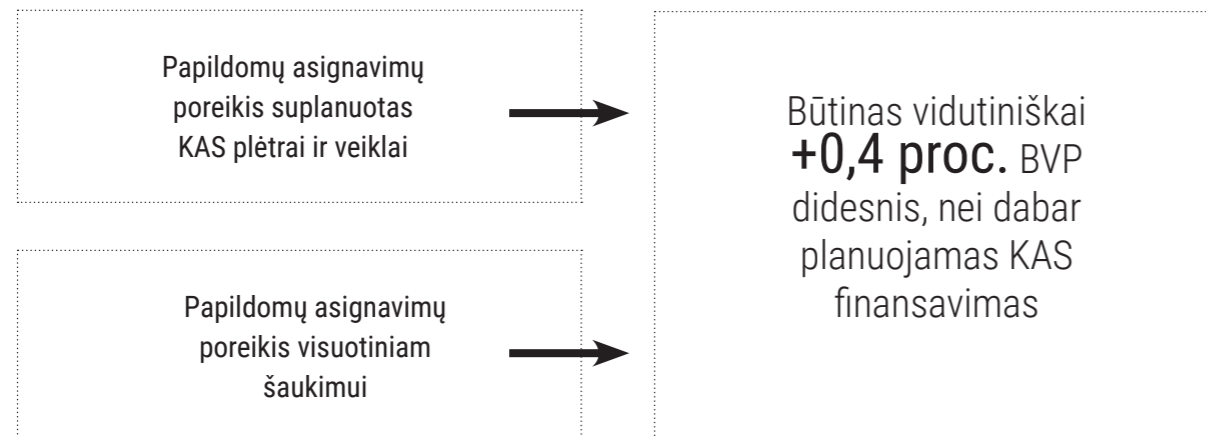 Papildomų asignavimų
poreikis suplanuotas
KAS plėtrai ir veiklai
Papildomų asignavimų
poreikis visuotiniam
šaukimui
Būtinas vidutiniškai
+0,4 proc. BVP
didesnis, nei dabar
planuojamas KAS
finansavimas